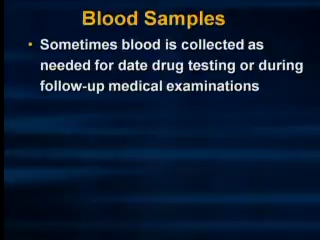 Blood Samples
• Sometimes blood is collected as
needed for date drug testing or during
follow-up medical examinations